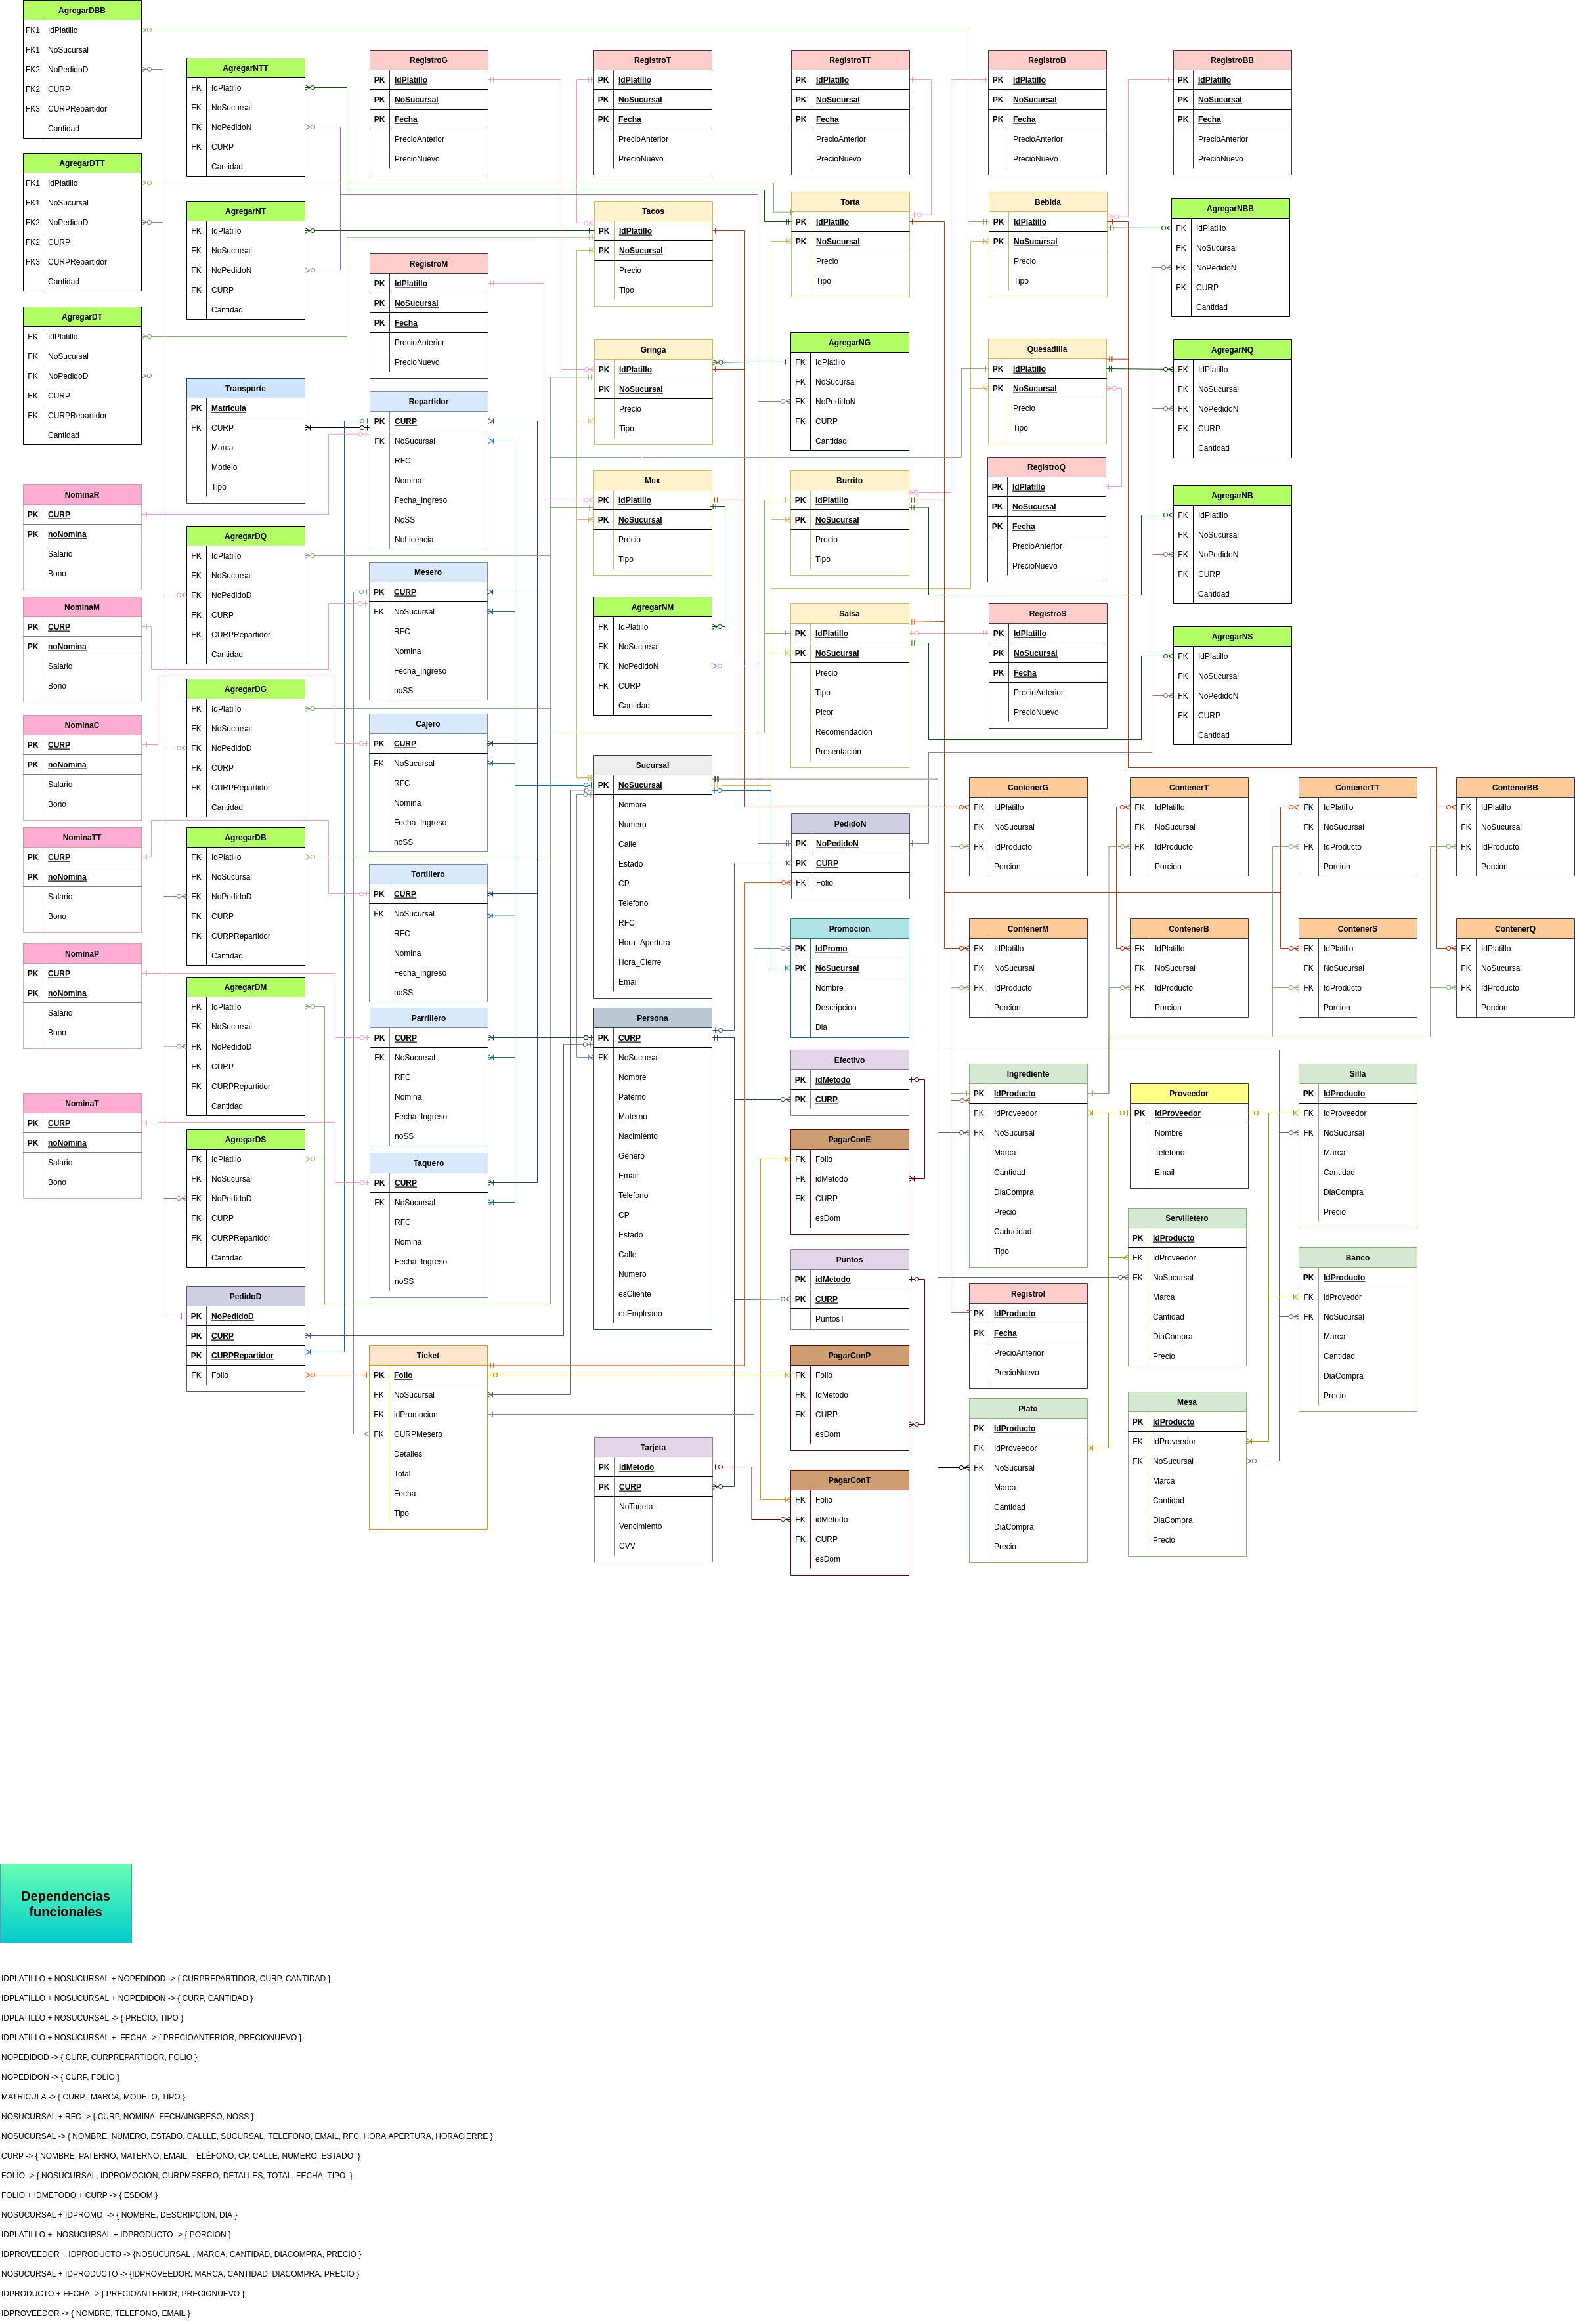 AgregarDBB
FK1 IdPlatillo
FK1 NoSucursal
FK2 NoPedidoD
FK2 CURP
FK3 CURPRepartidor
Cantidad
AgregarDTT
FK1 IdPlatillo
FK1 NoSucursal
FK2 NoPedidoD
FK2 CURP
FK3 CURPRepartidor
Cantidad
AgregarDT
FK IdPlatillo
FK NoSucursal
FK NoPedidoD
FK CURP
FK CURPRepartidor
Cantidad
NominaR
PK CURP
PK noNomina
Salario
Bono
NominaM
PK CURP
PK noNomina
Salario
Bono
NominaC
PK CURP
PK noNomina
Salario
Bono
NominaTT
PK CURP
PK noNomina
Salario
Bono
NominaP
PK CURP
PK noNomina
Salario
Bono
NominaT
PK CURP
PK noNomina
Salario
Bono
AgregarNTT
FK IdPlatillo
FK NoSucursal
FK NoPedidoN
FK CURP
Cantidad
AgregarNT
FK IdPlatillo
FK NoSucursal
FK NoPedidoN
FK CURP
Cantidad
Transporte
PK Matricula
FK CURP
Marca
Modelo
Tipo
AgregarDQ
FK IdPlatillo
FK NoSucursal
FK NoPedidoD
FK CURP
FK CURPRepartidor
Cantidad
AgregarDG
FK IdPlatillo
FK NoSucursal
FK NoPedidoD
FK CURP
FK CURPRepartidor
Cantidad
AgregarDB
FK IdPlatillo
FK NoSucursal
FK NoPedidoD
FK CURP
FK CURPRepartidor
Cantidad
AgregarDM
FK IdPlatillo
FK NoSucursal
FK NoPedidoD
FK CURP
FK CURPRepartidor
Cantidad
AgregarDS
FK IdPlatillo
FK NoSucursal
FK NoPedidoD
FK CURP
FK CURPRepartidor
Cantidad
PedidoD
PK NoPedidoD
PK CURP
PK CURPRepartidor
FK Folio
RegistroG
PK IdPlatillo
PK NoSucursal
PK Fecha
PrecioAnterior
PrecioNuevo
RegistroM
PK IdPlatillo
PK NoSucursal
PK Fecha
PrecioAnterior
PrecioNuevo
Repartidor
PK CURP
FK NoSucursal
RFC
Nomina
Fecha_Ingreso
NoSS
NoLicencia
Mesero
PK CURP
FK NoSucursal
RFC
Nomina
Fecha_Ingreso
noSS
Cajero
PK CURP
FK NoSucursal
RFC
Nomina
Fecha_Ingreso
noSS
Tortillero
PK CURP
FK NoSucursal
RFC
Nomina
Fecha_Ingreso
noSS
Parrillero
PK CURP
FK NoSucursal
RFC
Nomina
Fecha_Ingreso
noSS
Taquero
PK CURP
FK NoSucursal
RFC
Nomina
Fecha_Ingreso
noSS
Ticket
PK Folio
FK NoSucursal
FK idPromocion
FK CURPMesero
Detalles
Total
Fecha
Tipo
RegistroT
PK IdPlatillo
PK NoSucursal
PK Fecha
PrecioAnterior
PrecioNuevo
Tacos
PK IdPlatillo
PK NoSucursal
Precio
Tipo
Gringa
PK IdPlatillo
PK NoSucursal
Precio
Tipo
Mex
PK IdPlatillo
PK NoSucursal
Precio
Tipo
AgregarNM
FK IdPlatillo
FK NoSucursal
FK NoPedidoN
FK CURP
Cantidad
Sucursal
PK NoSucursal
Nombre
Numero
Calle
Estado
CP
Telefono
RFC
Hora_Apertura
Hora_Cierre
Email
Persona
PK CURP
FK NoSucursal
Nombre
Paterno
Materno
Nacimiento
Genero
Email
Telefono
CP
Estado
Calle
Numero
esCliente
esEmpleado
Tarjeta
PK idMetodo
PK CURP
NoTarjeta
Vencimiento
CVV
RegistroTT
PK IdPlatillo
PK NoSucursal
PK Fecha
PrecioAnterior
PrecioNuevo
Torta
PK IdPlatillo
PK NoSucursal
Precio
Tipo
AgregarNG
FK IdPlatillo
FK NoSucursal
FK NoPedidoN
FK CURP
Cantidad
Burrito
PK IdPlatillo
PK NoSucursal
Precio
Tipo
Salsa
PK IdPlatillo
PK NoSucursal
Precio
Tipo
Picor
Recomendación
Presentación
PedidoN
PK NoPedidoN
PK CURP
FK Folio
Promocion
PK IdPromo
PK NoSucursal
Nombre
Descripcion
Dia
Efectivo
PK idMetodo
PK CURP
PagarConE
FK Folio
FK idMetodo
FK CURP
esDom
Puntos
PK idMetodo
PK CURP
PuntosT
PagarConP
FK Folio
FK IdMetodo
FK CURP
esDom
PagarConT
FK Folio
FK idMetodo
FK CURP
esDom
RegistroB
PK IdPlatillo
PK NoSucursal
PK Fecha
PrecioAnterior
PrecioNuevo
Bebida
PK IdPlatillo
PK NoSucursal
Precio
Tipo
Quesadilla
PK IdPlatillo
PK NoSucursal
Precio
Tipo
RegistroQ
PK IdPlatillo
PK NoSucursal
PK Fecha
PrecioAnterior
PrecioNuevo
RegistroS
PK IdPlatillo
PK NoSucursal
PK Fecha
PrecioAnterior
PrecioNuevo
RegistroBB
PK IdPlatillo
PK NoSucursal
PK Fecha
PrecioAnterior
PrecioNuevo
AgregarNBB
FK IdPlatillo
FK NoSucursal
FK NoPedidoN
FK CURP
Cantidad
AgregarNQ
FK IdPlatillo
FK NoSucursal
FK NoPedidoN
FK CURP
Cantidad
AgregarNB
FK IdPlatillo
FK NoSucursal
FK NoPedidoN
FK CURP
Cantidad
AgregarNS
FK IdPlatillo
FK NoSucursal
FK NoPedidoN
FK CURP
Cantidad
ContenerG
FK IdPlatillo
FK NoSucursal
FK IdProducto
Porcion
ContenerT
FK IdPlatillo
FK NoSucursal
FK IdProducto
Porcion
ContenerTT
FK IdPlatillo
FK NoSucursal
FK IdProducto
Porcion
ContenerBB
FK IdPlatillo
FK NoSucursal
FK IdProducto
Porcion
ContenerM
FK IdPlatillo
FK NoSucursal
FK IdProducto
Porcion
ContenerB
FK IdPlatillo
FK NoSucursal
FK IdProducto
Porcion
ContenerS
FK IdPlatillo
FK NoSucursal
FK IdProducto
Porcion
ContenerQ
FK IdPlatillo
FK NoSucursal
FK IdProducto
Porcion
Ingrediente
PK IdProducto
FK IdProveedor
FK NoSucursal
Marca
Cantidad
DiaCompra
Precio
Caducidad
Tipo
RegistroI
PK IdProducto
PK Fecha
PrecioAnterior
PrecioNuevo
Plato
PK IdProducto
FK IdProveedor
FK NoSucursal
Marca
Cantidad
DiaCompra
Precio
Proveedor
PK IdProveedor
Nombre
Telefono
Email
Servilletero
PK IdProducto
FK IdProveedor
FK NoSucursal
Marca
Cantidad
DiaCompra
Precio
Mesa
PK IdProducto
FK IdProveedor
FK NoSucursal
Marca
Cantidad
DiaCompra
Precio
Silla
PK IdProducto
FK IdProveedor
FK NoSucursal
Marca
Cantidad
DiaCompra
Precio
Banco
PK IdProducto
FK idProvedor
FK NoSucursal
Marca
Cantidad
DiaCompra
Precio
Dependencias
funcionales
IDPLATILLO + NOSUCURSAL + NOPEDIDOD -> { CURPREPARTIDOR, CURP, CANTIDAD }
IDPLATILLO + NOSUCURSAL + NOPEDIDON -> { CURP, CANTIDAD }
IDPLATILLO + NOSUCURSAL -> { PRECIO, TIPO }
IDPLATILLO + NOSUCURSAL + FECHA -> { PRECIOANTERIOR, PRECIONUEVO }
NOPEDIDOD -> { CURP, CURPREPARTIDOR, FOLIO }
NOPEDIDON -> { CURP, FOLIO }
MATRICULA -> { CURP, MARCA, MODELO, TIPO }
NOSUCURSAL + RFC -> { CURP, NOMINA, FECHAINGRESO, NOSS }
NOSUCURSAL -> { NOMBRE, NUMERO, ESTADO, CALLLE, SUCURSAL, TELEFONO, EMAIL, RFC, HORA APERTURA, HORACIERRE }
CURP -> { NOMBRE, PATERNO, MATERNO, EMAIL, TELÉFONO, CP, CALLE, NUMERO, ESTADO }
FOLIO -> { NOSUCURSAL, IDPROMOCION, CURPMESERO, DETALLES, TOTAL, FECHA, TIPO }
FOLIO + IDMETODO + CURP -> { ESDOM }
NOSUCURSAL + IDPROMO -> { NOMBRE, DESCRIPCION, DIA }
IDPLATILLO + NOSUCURSAL + IDPRODUCTO -> { PORCION }
IDPROVEEDOR + IDPRODUCTO -> {NOSUCURSAL , MARCA, CANTIDAD, DIACOMPRA, PRECIO }
NOSUCURSAL + IDPRODUCTO -> {IDPROVEEDOR, MARCA, CANTIDAD, DIACOMPRA, PRECIO }
IDPRODUCTO + FECHA -> { PRECIOANTERIOR, PRECIONUEVO }
IDPROVEEDOR -> { NOMBRE, TELEFONO, EMAIL }